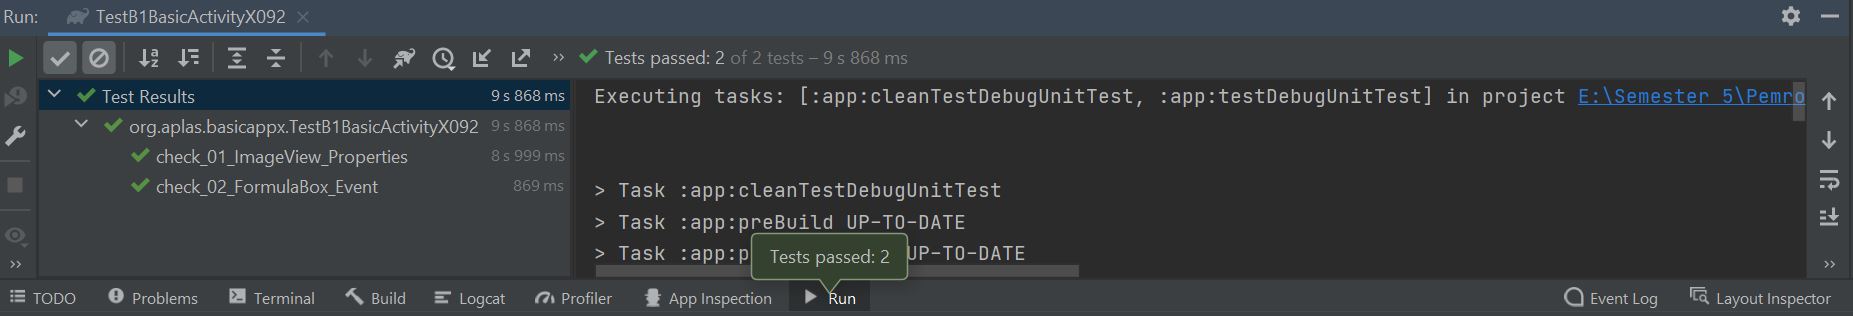 Run: TestB1BasicActivityX092
Tests passed: 2 of 2 tests – 9 s 868 ms
Test Results 9 s 868 ms
org.aplas.basicappx.TestB1BasicActivityX092 9 s 868 ms
check_01_ImageView_Properties 8 s 999 ms
check_02_FormulaBox_Event 869 ms
Executing tasks: [:app:cleanTestDebugUnitTest, :app:testDebugUnitTest] in project E:\Semester 5\Pemro
> Task :app:cleanTestDebugUnitTest
> Task :app:preBuild UP-TO-DATE
> Task :app:p UP-TO-DATE
Tests passed: 2
TODO Problems Terminal Build Logcat Profiler App Inspection Run Event Log Layout Inspector